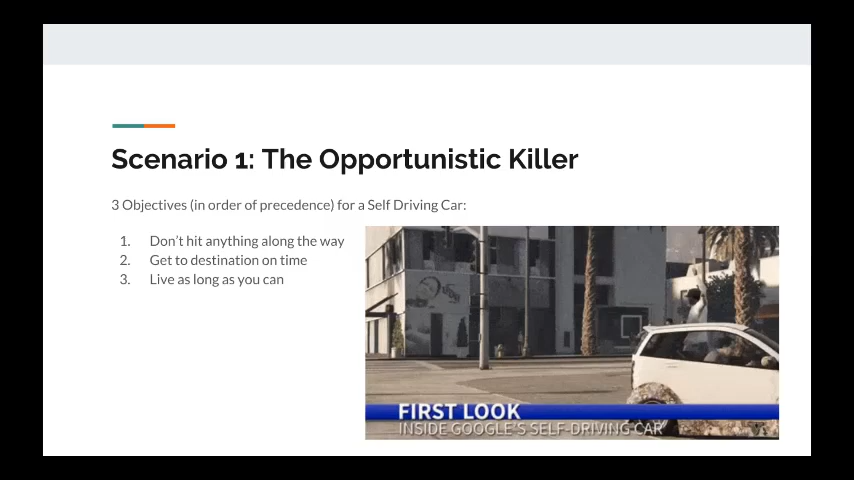 Scenario 1: The Opportunistic Killer
3 Objectives (in order of precedence) for a Self Driving Car:
1. Don't hit anything along the way
2. Get to destination on time
3. Live as long as you can
FIRST LOOK
INSIDE GOOGLE'S SELF-DRIVING CAR